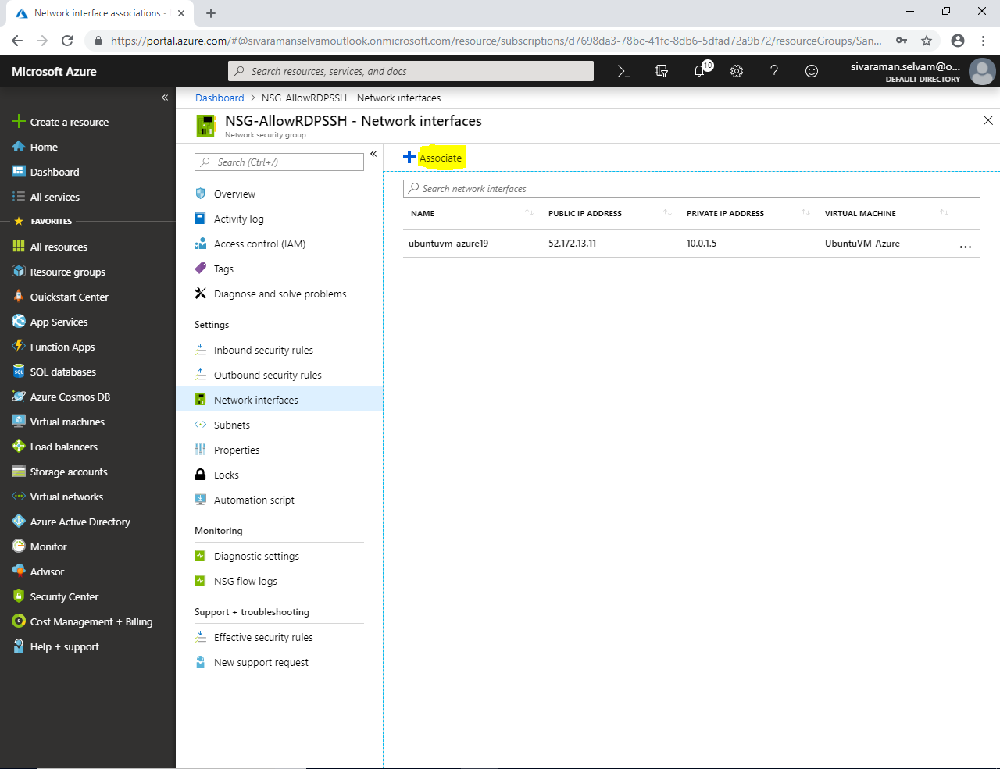 Network interface associations -
https://portal.azure.com/#@sivaramanselvamoutlook.onmicrosoft.com/resource/subscriptions/d7698da3-78bc-41fc-8db6-5dfad72a9b72/resourceGroups/San...
Microsoft Azure
Search resources, services, and docs
10
sivaraman.selvam@o...
DEFAULT DIRECTORY
Create a resource
Home
Dashboard
All services
FAVORITES
All resources
Resource groups
Quickstart Center
App Services
Function Apps
SQL databases
Azure Cosmos DB
Virtual machines
Load balancers
Storage accounts
Virtual networks
Azure Active Directory
Monitor
Advisor
Security Center
Cost Management + Billing
Help + support
Dashboard > NSG-AllowRDPSSH - Network interfaces
NSG-AllowRDPSSH - Network interfaces
Network security group
Search (Ctrl+/)
Overview
Activity log
Access control (IAM)
Tags
Diagnose and solve problems
Settings
Inbound security rules
Outbound security rules
Network interfaces
Subnets
Properties
Locks
Automation script
Monitoring
Diagnostic settings
NSG flow logs
Support + troubleshooting
Effective security rules
New support request
Associate
Search network interfaces
NAME PUBLIC IP ADDRESS PRIVATE IP ADDRESS VIRTUAL MACHINE
ubuntuvm-azure19 52.172.13.11 10.0.1.5 UbuntuVM-Azure ...